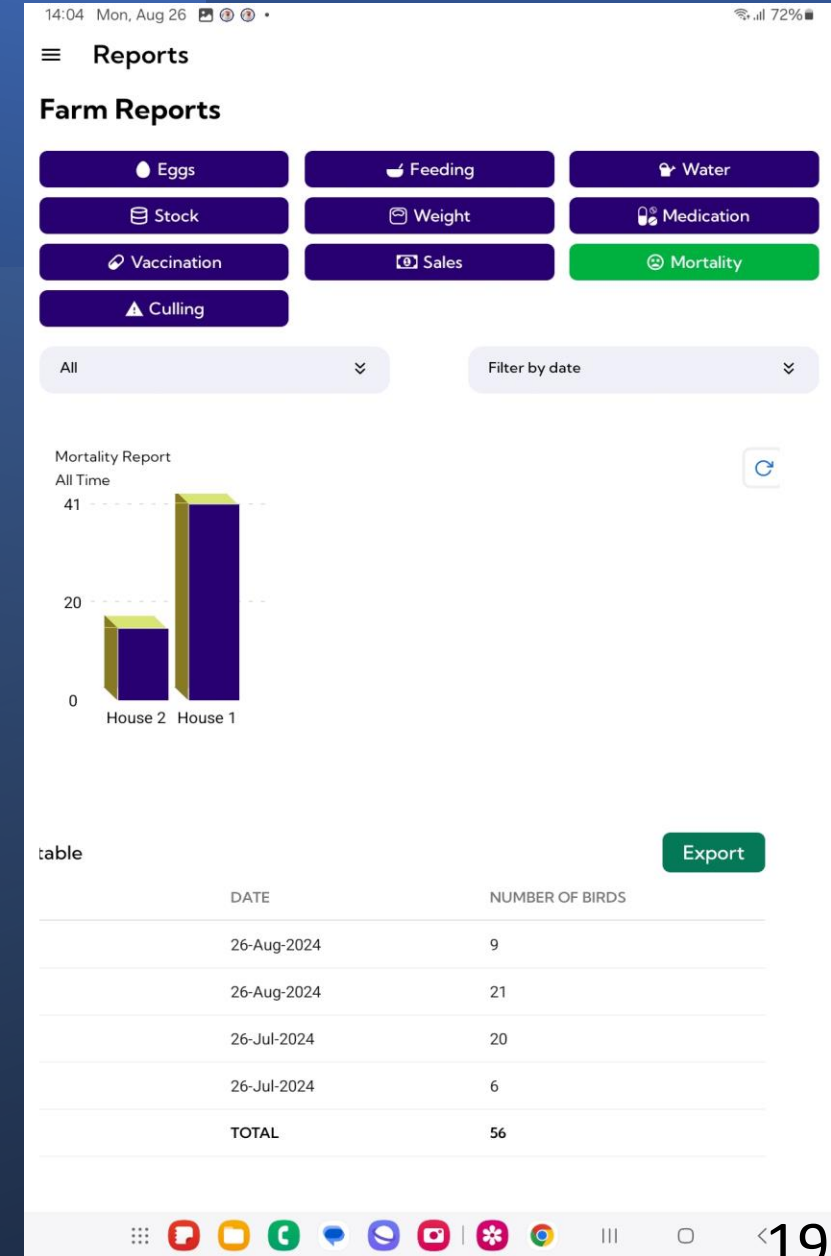 14:04 Mon, Aug 26 72%
Reports
Farm Reports
Eggs Feeding Water
Stock Weight Medication
Vaccination Sales Mortality
Culling
All Filter by date
Mortality Report
All Time
41
20
0
House 2 House 1
table Export
DATE NUMBER OF BIRDS
26-Aug-2024 9
26-Aug-2024 21
26-Jul-2024 20
26-Jul-2024 6
TOTAL 56
19